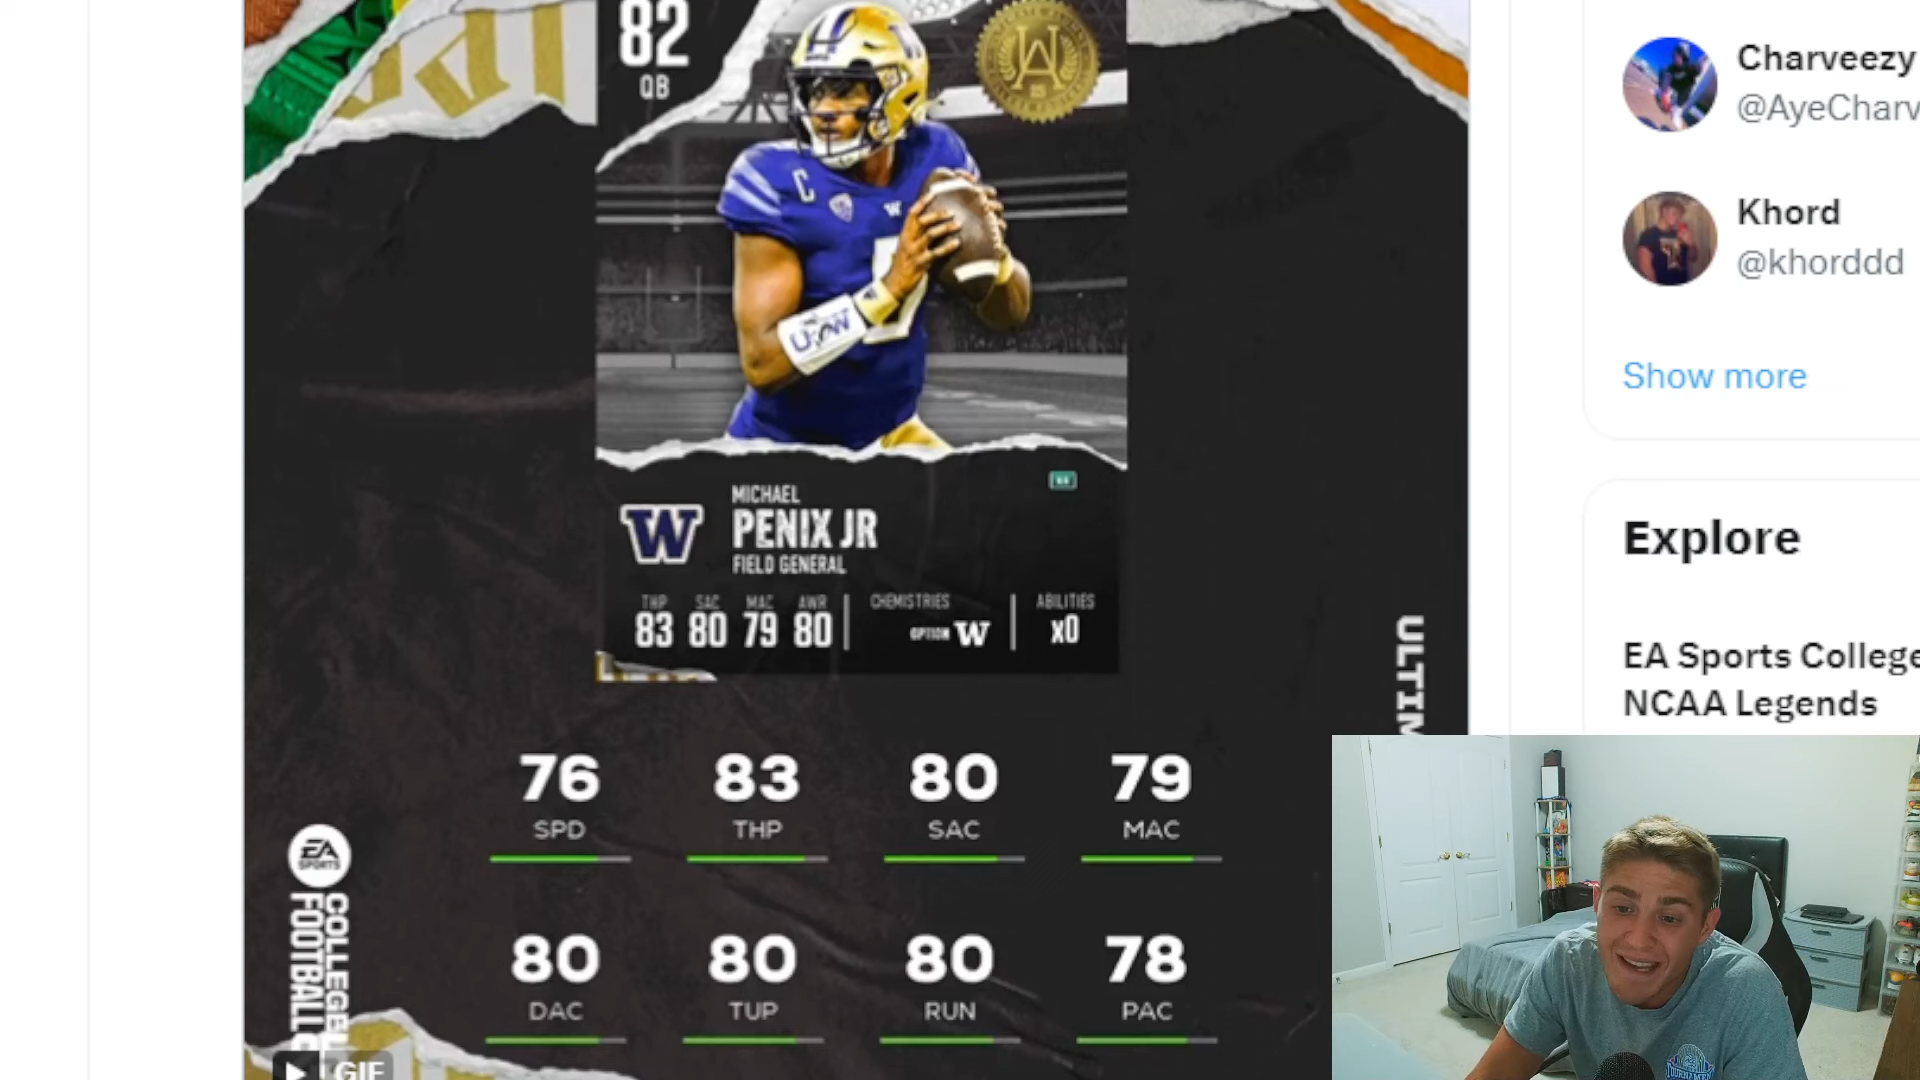 82
QB
C
W
UW
MICHAEL
PENIX JR
FIELD GENERAL
W
THP SAC MAC AWR
83 80 79 80
CHEMISTRIES
OPTION W
ABILITIES
x0
76 83 80 79
SPD THP SAC MAC
80 80 80 78
DAC TUP RUN PAC
EA
SPORTS
COLLEGE
FOOTBALL
GIF
ULTIM
Charveezy
@AyeCharv
Khord
@khorddd
Show more
Explore
EA Sports College
NCAA Legends